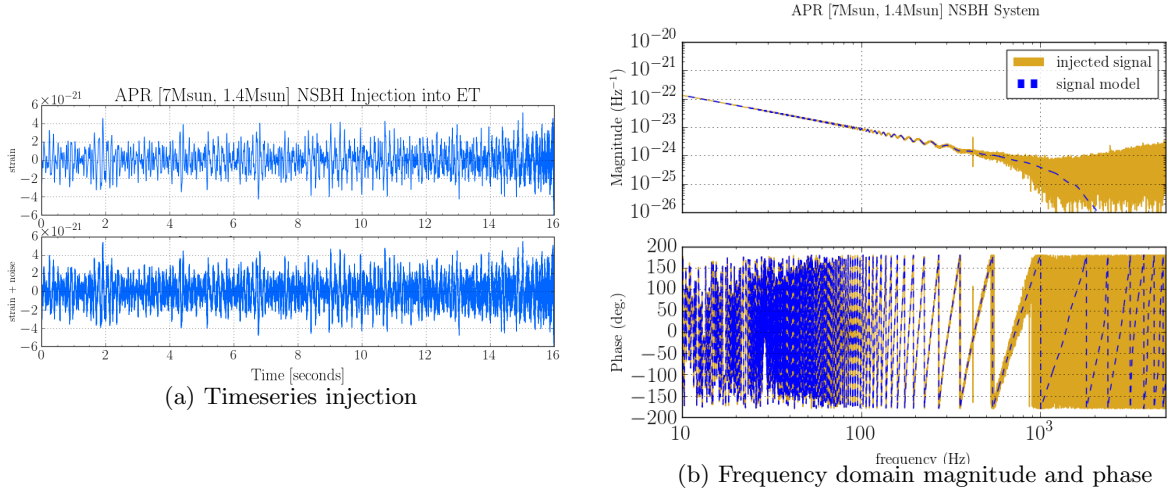 APR [7Msun, 1.4Msun] NSBH Injection into ET
6 ×10⁻²¹
4
2
0
−2
−4
−6
strain
0 2 4 6 8 10 12 14 16
6 ×10⁻²¹
4
2
0
−2
−4
−6
strain + noise
0 2 4 6 8 10 12 14 16
Time [seconds]
(a) Timeseries injection
APR [7Msun, 1.4Msun] NSBH System
10⁻²⁰
10⁻²¹
10⁻²²
10⁻²³
10⁻²⁴
10⁻²⁵
10⁻²⁶
Magnitude (Hz⁻¹)
injected signal
signal model
200
150
100
50
0
−50
−100
−150
−200
Phase (deg.)
10 100 10³
frequency (Hz)
(b) Frequency domain magnitude and phase